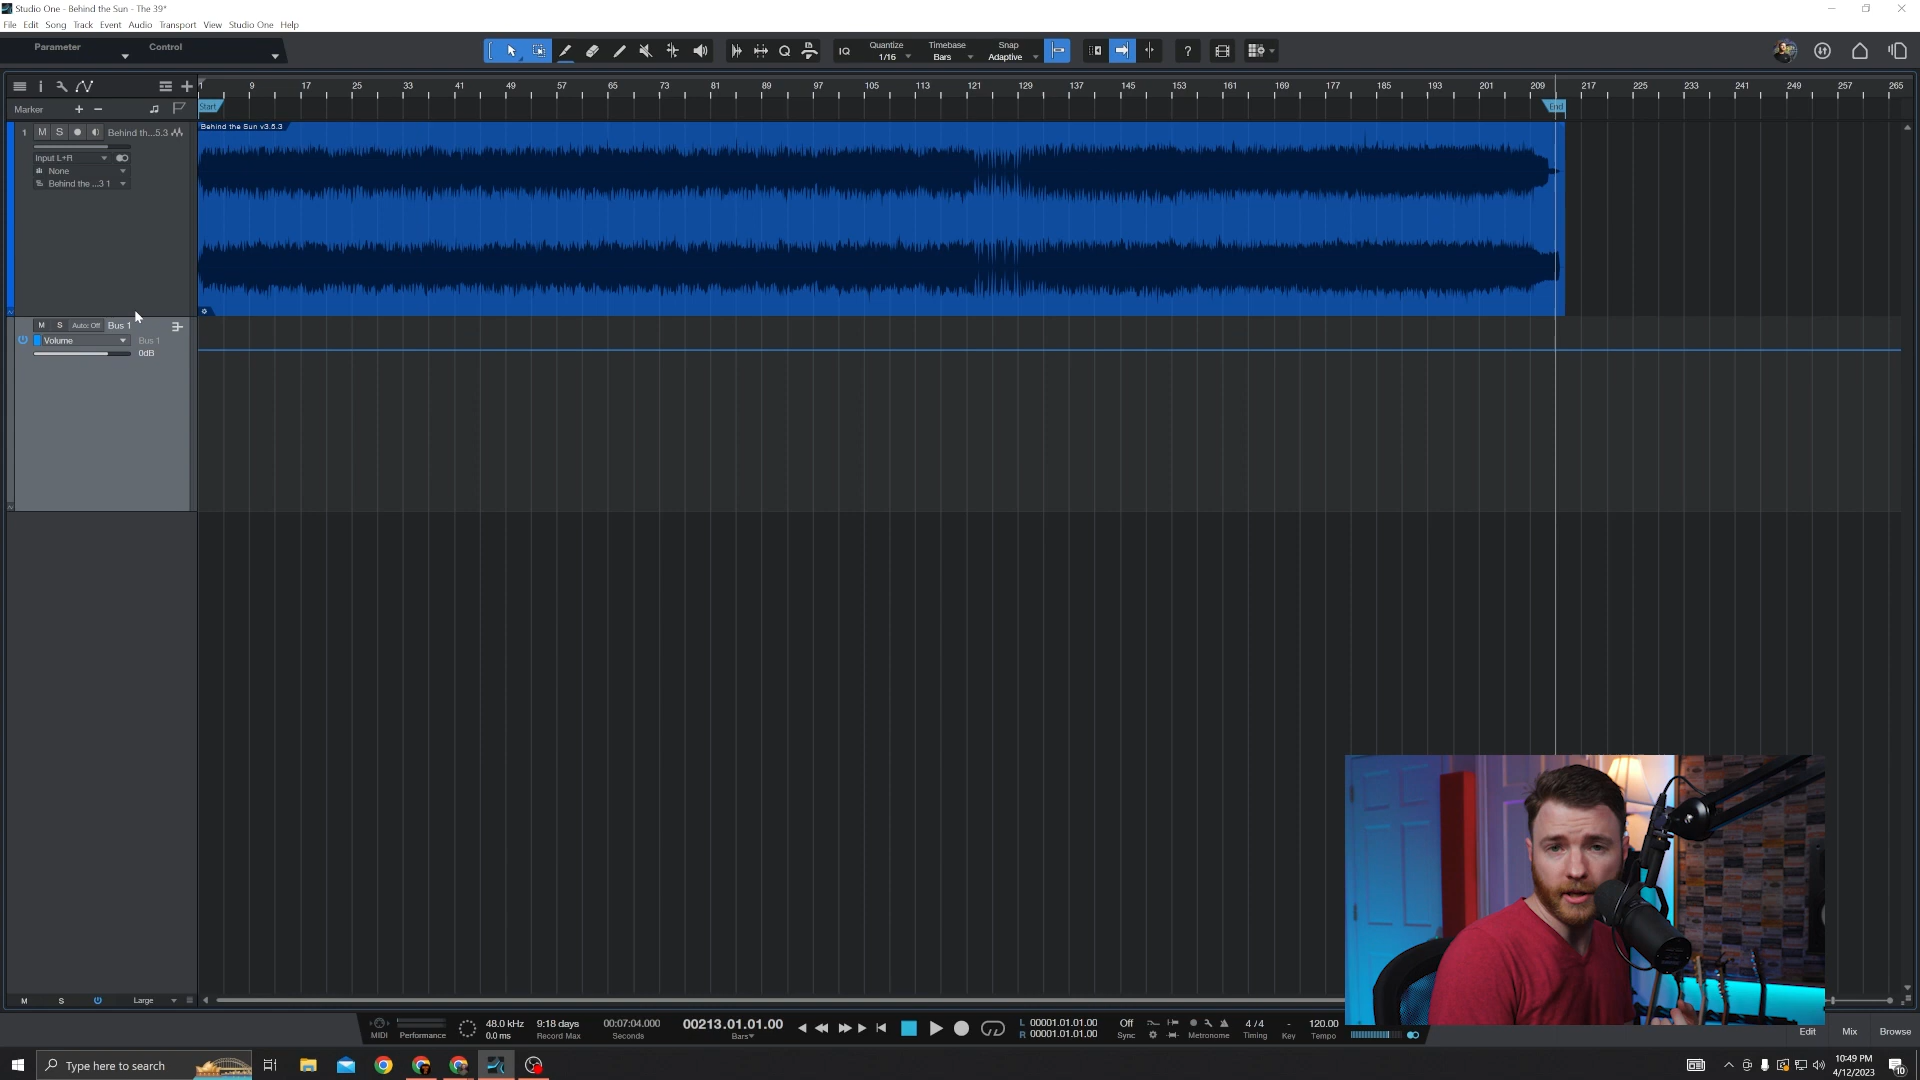 Studio One - Behind the Sun - The 39*
File Edit Song Track Event Audio Transport View Studio One Help
Parameter Control
IQ Quantize 1/16 Timebase Bars Snap Adaptive ?
1 9 17 25 33 41 49 57 65 73 81 89 97 105 113 121 129 137 145 153 161 169 177 185 193 201 209 217 225 233 241 249 257 265
Marker + - Start End
1 M S Behind th...5.3 Behind the Sun v3.5.3
Input L+R
None
Behind the ...3 1
M S Auto: Off Bus 1
Volume Bus 1
0dB
M S Large
MIDI Performance
48.0 kHz
0.0 ms
9:18 days
Record Max
00:07:04.000
Seconds
00213.01.01.00
Bars
L 00001.01.01.00
R 00001.01.01.00
Off
Sync
Metronome
4 / 4
Timing
-
Key
120.00
Tempo
Edit Mix Browse
Type here to search
10:49 PM
4/12/2023
10